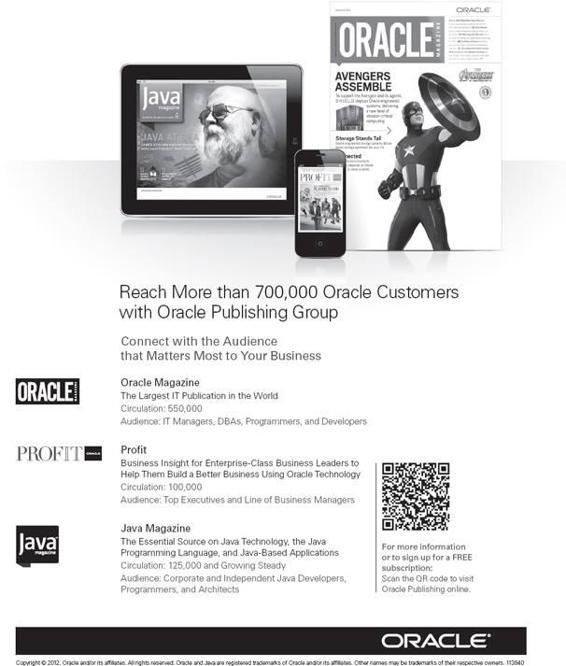 ORACLE
ORACLE
MAGAZINE
AVENGERS
ASSEMBLE
Storage Stands Tall
Java
magazine
PROFIT
Reach More than 700,000 Oracle Customers
with Oracle Publishing Group
Connect with the Audience
that Matters Most to Your Business
ORACLE
MAGAZINE
Oracle Magazine
The Largest IT Publication in the World
Circulation: 550,000
Audience: IT Managers, DBAs, Programmers, and Developers
PROFIT ORACLE
Profit
Business Insight for Enterprise-Class Business Leaders to
Help Them Build a Better Business Using Oracle Technology
Circulation: 100,000
Audience: Top Executives and Line of Business Managers
Java
magazine
Java Magazine
The Essential Source on Java Technology, the Java
Programming Language, and Java-Based Applications
Circulation: 125,000 and Growing Steady
Audience: Corporate and Independent Java Developers,
Programmers, and Architects
For more information
or to sign up for a FREE
subscription:
Scan the QR code to visit
Oracle Publishing online.
ORACLE®
Copyright © 2012, Oracle and/or its affiliates. All rights reserved. Oracle and Java are registered trademarks of Oracle and/or its affiliates. Other names may be trademarks of their respective owners. 113940